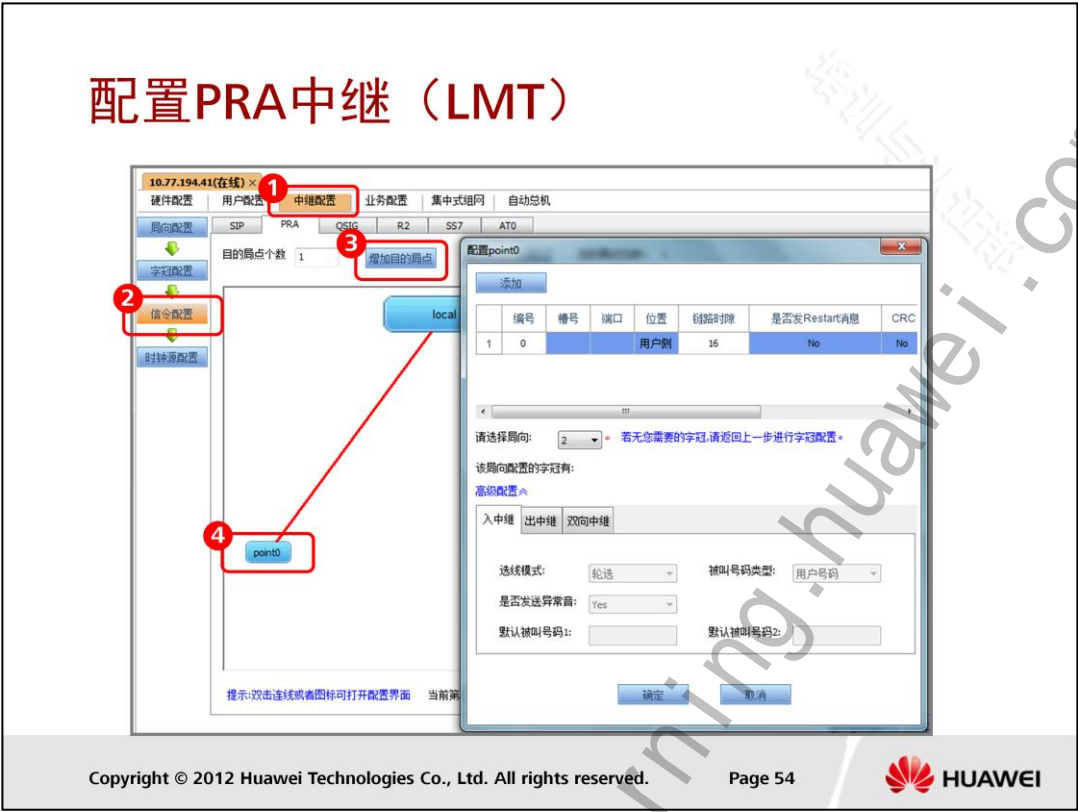 配置PRA中继（LMT）
10.77.194.41(在线) ×
1
硬件配置 用户配置 中继配置 业务配置 集中式组网 自动总机
局向配置 SIP PRA QSIG R2 SS7 AT0
3
目的局点个数 1 增加目的局点
配置point0
x
字冠配置
添加
2
信令配置
local
编号 槽号 端口 位置 链路时隙 是否发Restart消息 CRC
1 0 用户侧 16 No No
时钟源配置
请选择局向: 2 * 若无您需要的字冠,请返回上一步进行字冠配置。
该局向配置的字冠有:
高级配置
入中继 出中继 双向中继
4
point0
选线模式: 轮选 被叫号码类型: 用户号码
是否发送异常音: Yes
默认被叫号码1: 默认被叫号码2:
提示:双击连线或者图标可打开配置界面 当前第
确定 取消
Copyright © 2012 Huawei Technologies Co., Ltd. All rights reserved. Page 54 HUAWEI
rning.huawei.co